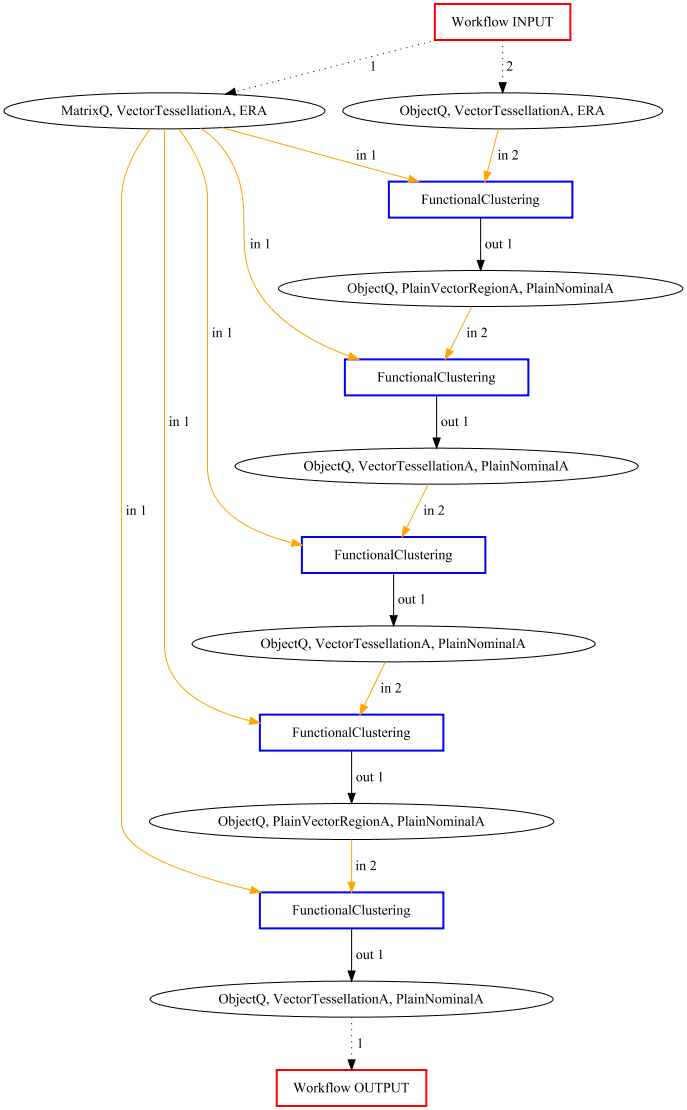 Workflow INPUT
1
2
MatrixQ, VectorTessellationA, ERA
ObjectQ, VectorTessellationA, ERA
in 1
in 2
FunctionalClustering
out 1
in 1
ObjectQ, PlainVectorRegionA, PlainNominalA
in 2
in 1
FunctionalClustering
out 1
in 1
ObjectQ, VectorTessellationA, PlainNominalA
in 2
in 1
FunctionalClustering
out 1
ObjectQ, VectorTessellationA, PlainNominalA
in 2
FunctionalClustering
out 1
ObjectQ, PlainVectorRegionA, PlainNominalA
in 2
FunctionalClustering
out 1
ObjectQ, VectorTessellationA, PlainNominalA
1
Workflow OUTPUT